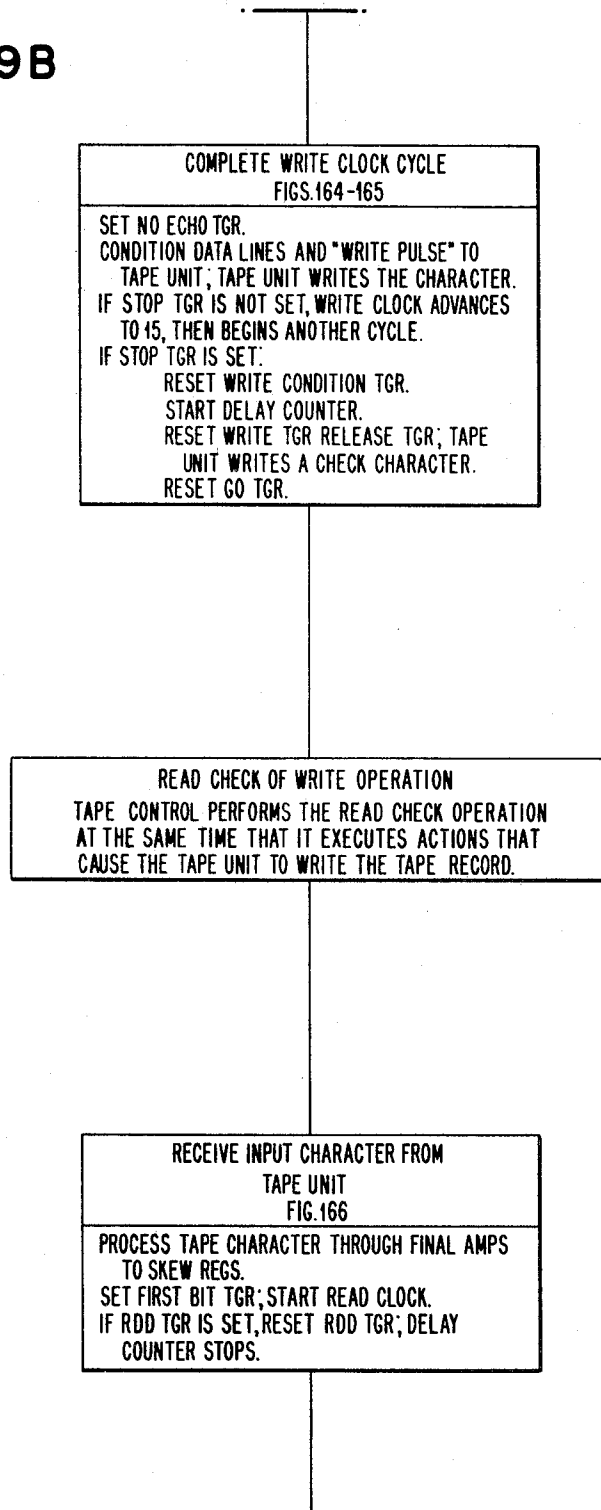 9B
COMPLETE WRITE CLOCK CYCLE
FIGS.164-165
SET NO ECHO TGR.
CONDITION DATA LINES AND "WRITE PULSE" TO
TAPE UNIT; TAPE UNIT WRITES THE CHARACTER.
IF STOP TGR IS NOT SET, WRITE CLOCK ADVANCES
TO 15, THEN BEGINS ANOTHER CYCLE.
IF STOP TGR IS SET:
RESET WRITE CONDITION TGR.
START DELAY COUNTER.
RESET WRITE TGR RELEASE TGR; TAPE
UNIT WRITES A CHECK CHARACTER.
RESET GO TGR.
READ CHECK OF WRITE OPERATION
TAPE CONTROL PERFORMS THE READ CHECK OPERATION
AT THE SAME TIME THAT IT EXECUTES ACTIONS THAT
CAUSE THE TAPE UNIT TO WRITE THE TAPE RECORD.
RECEIVE INPUT CHARACTER FROM
TAPE UNIT
FIG.166
PROCESS TAPE CHARACTER THROUGH FINAL AMPS
TO SKEW REGS.
SET FIRST BIT TGR; START READ CLOCK.
IF RDD TGR IS SET, RESET RDD TGR; DELAY
COUNTER STOPS.